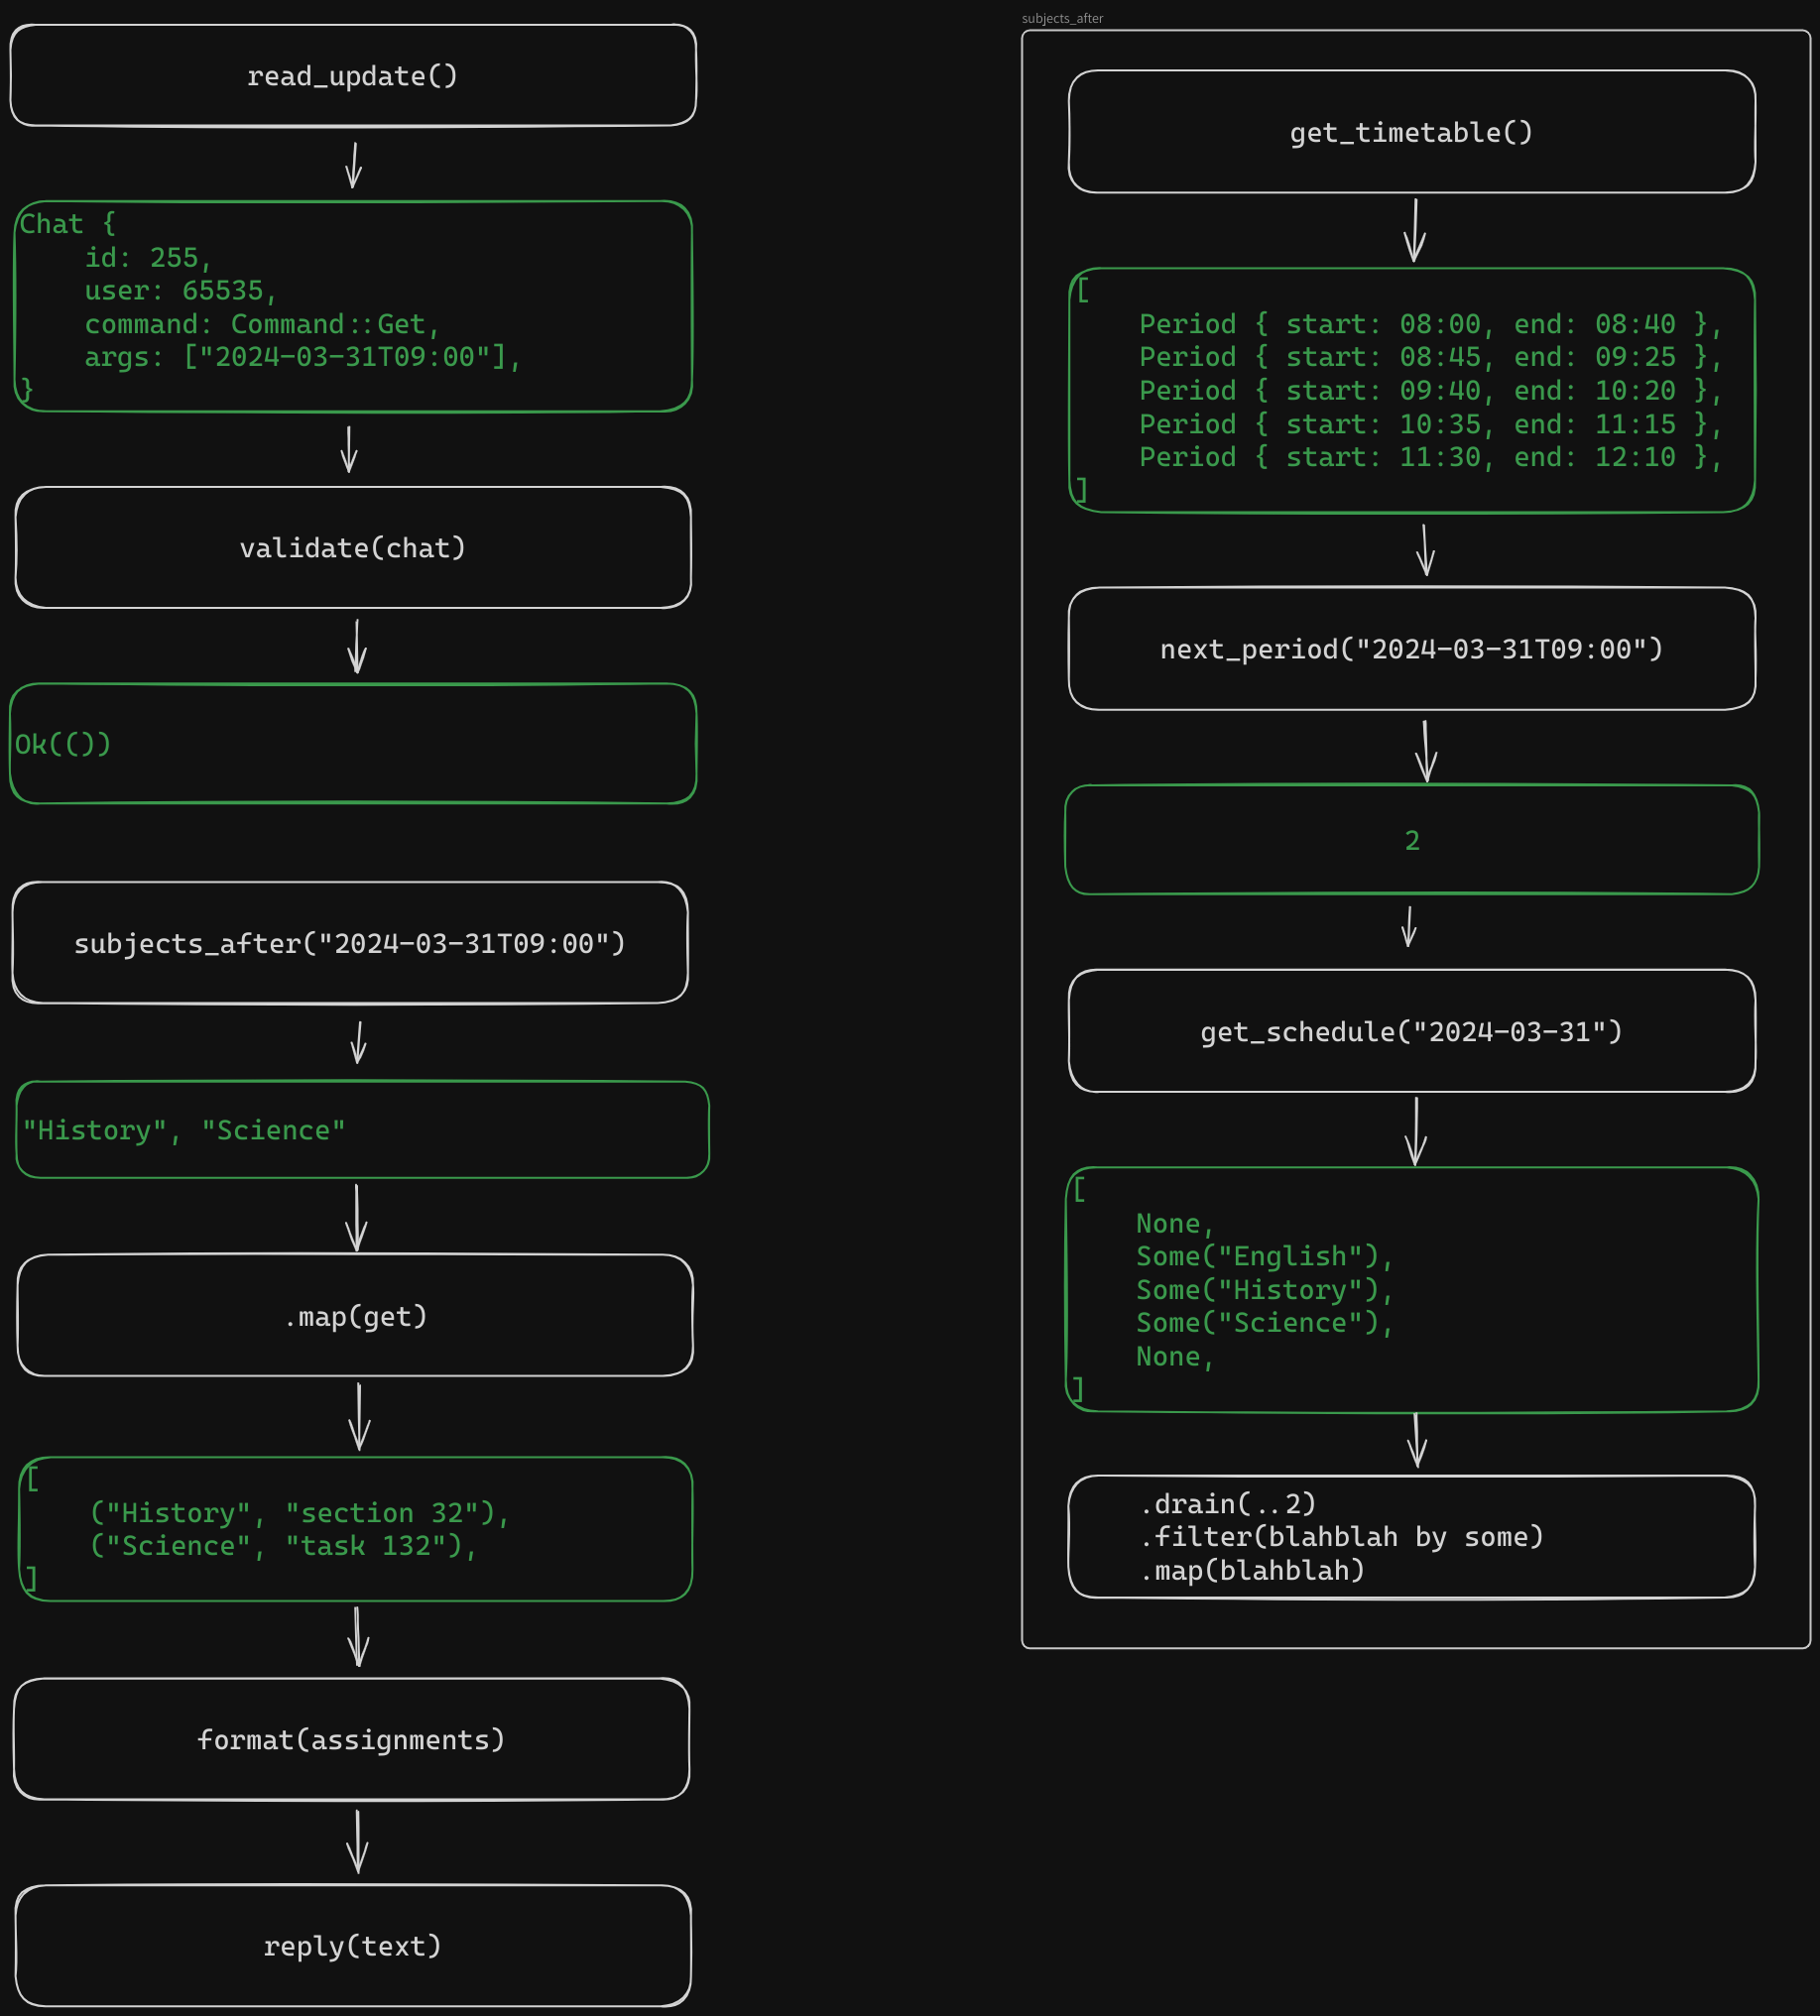 read_update()
Chat {
    id: 255,
    user: 65535,
    command: Command::Get,
    args: ["2024-03-31T09:00"],
}
validate(chat)
Ok(())
subjects_after("2024-03-31T09:00")
"History", "Science"
.map(get)
[
    ("History", "section 32"),
    ("Science", "task 132"),
]
format(assignments)
reply(text)
subjects_after
get_timetable()
[
    Period { start: 08:00, end: 08:40 },
    Period { start: 08:45, end: 09:25 },
    Period { start: 09:40, end: 10:20 },
    Period { start: 10:35, end: 11:15 },
    Period { start: 11:30, end: 12:10 },
]
next_period("2024-03-31T09:00")
2
get_schedule("2024-03-31")
[
    None,
    Some("English"),
    Some("History"),
    Some("Science"),
    None,
]
.drain(..2)
.filter(blahblah by some)
.map(blahblah)